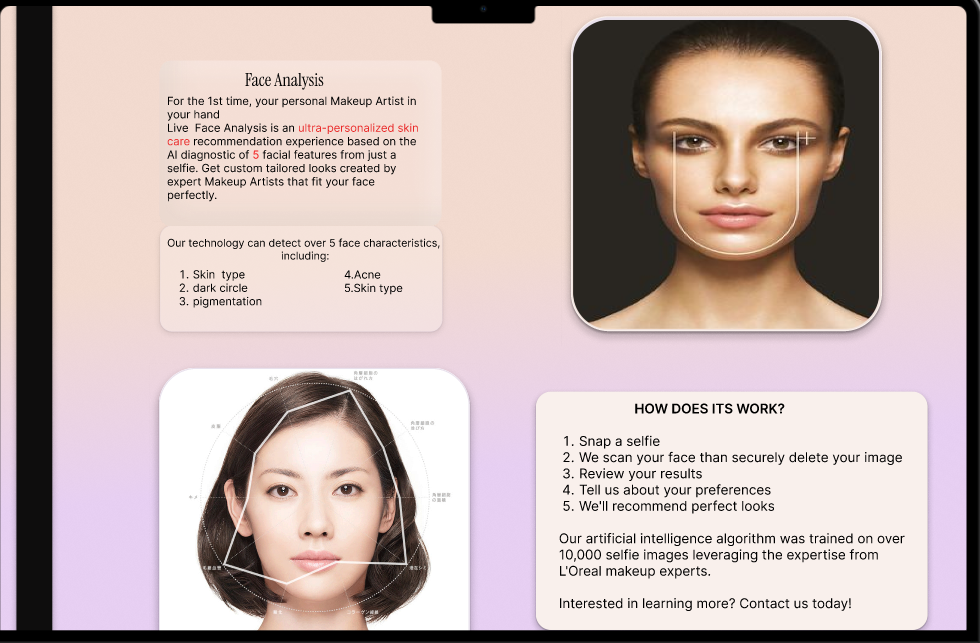 Face Analysis
For the 1st time, your personal Makeup Artist in
your hand
Live Face Analysis is an ultra-personalized skin
care recommendation experience based on the
AI diagnostic of 5 facial features from just a
selfie. Get custom tailored looks created by
expert Makeup Artists that fit your face
perfectly.
Our technology can detect over 5 face characteristics,
including:
1. Skin type
2. dark circle
3. pigmentation
4.Acne
5.Skin type
HOW DOES ITS WORK?
1. Snap a selfie
2. We scan your face than securely delete your image
3. Review your results
4. Tell us about your preferences
5. We'll recommend perfect looks
Our artificial intelligence algorithm was trained on over
10,000 selfie images leveraging the expertise from
L'Oreal makeup experts.
Interested in learning more? Contact us today!